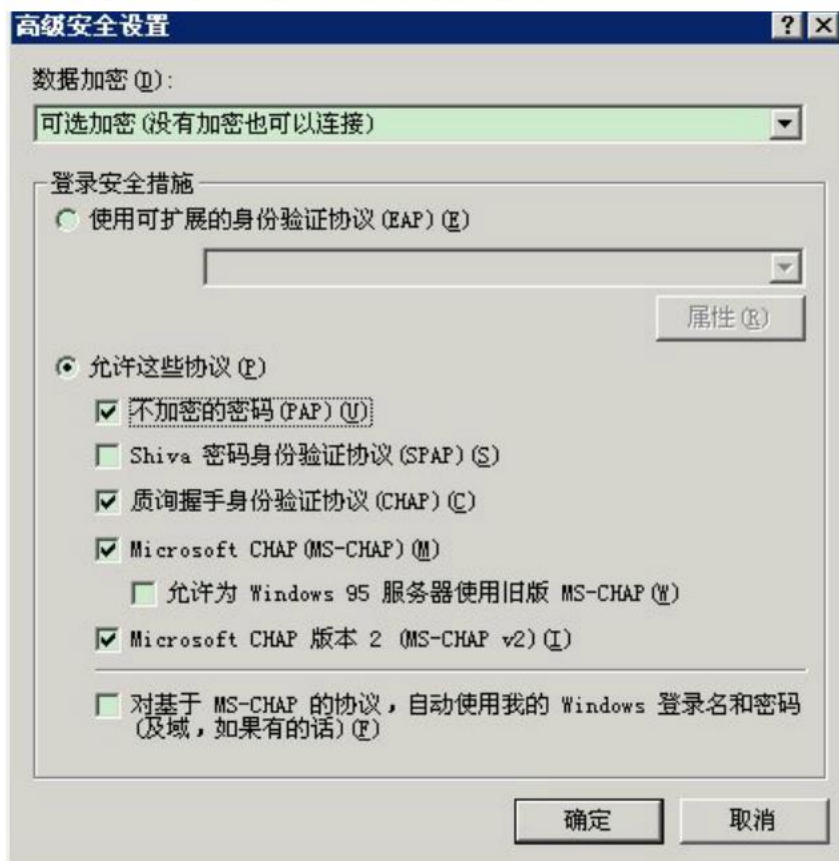 高级安全设置
数据加密(D):
可选加密(没有加密也可以连接)
登录安全措施
使用可扩展的身份验证协议(EAP)(E)
属性(R)
允许这些协议(P)
不加密的密码(PAP)(U)
Shiva 密码身份验证协议(SPAP)(S)
质询握手身份验证协议(CHAP)(C)
Microsoft CHAP(MS-CHAP)(M)
允许为 Windows 95 服务器使用旧版 MS-CHAP(W)
Microsoft CHAP 版本 2 (MS-CHAP v2)(I)
对基于 MS-CHAP 的协议，自动使用我的 Windows 登录名和密码
(及域，如果有的话)(F)
确定
取消